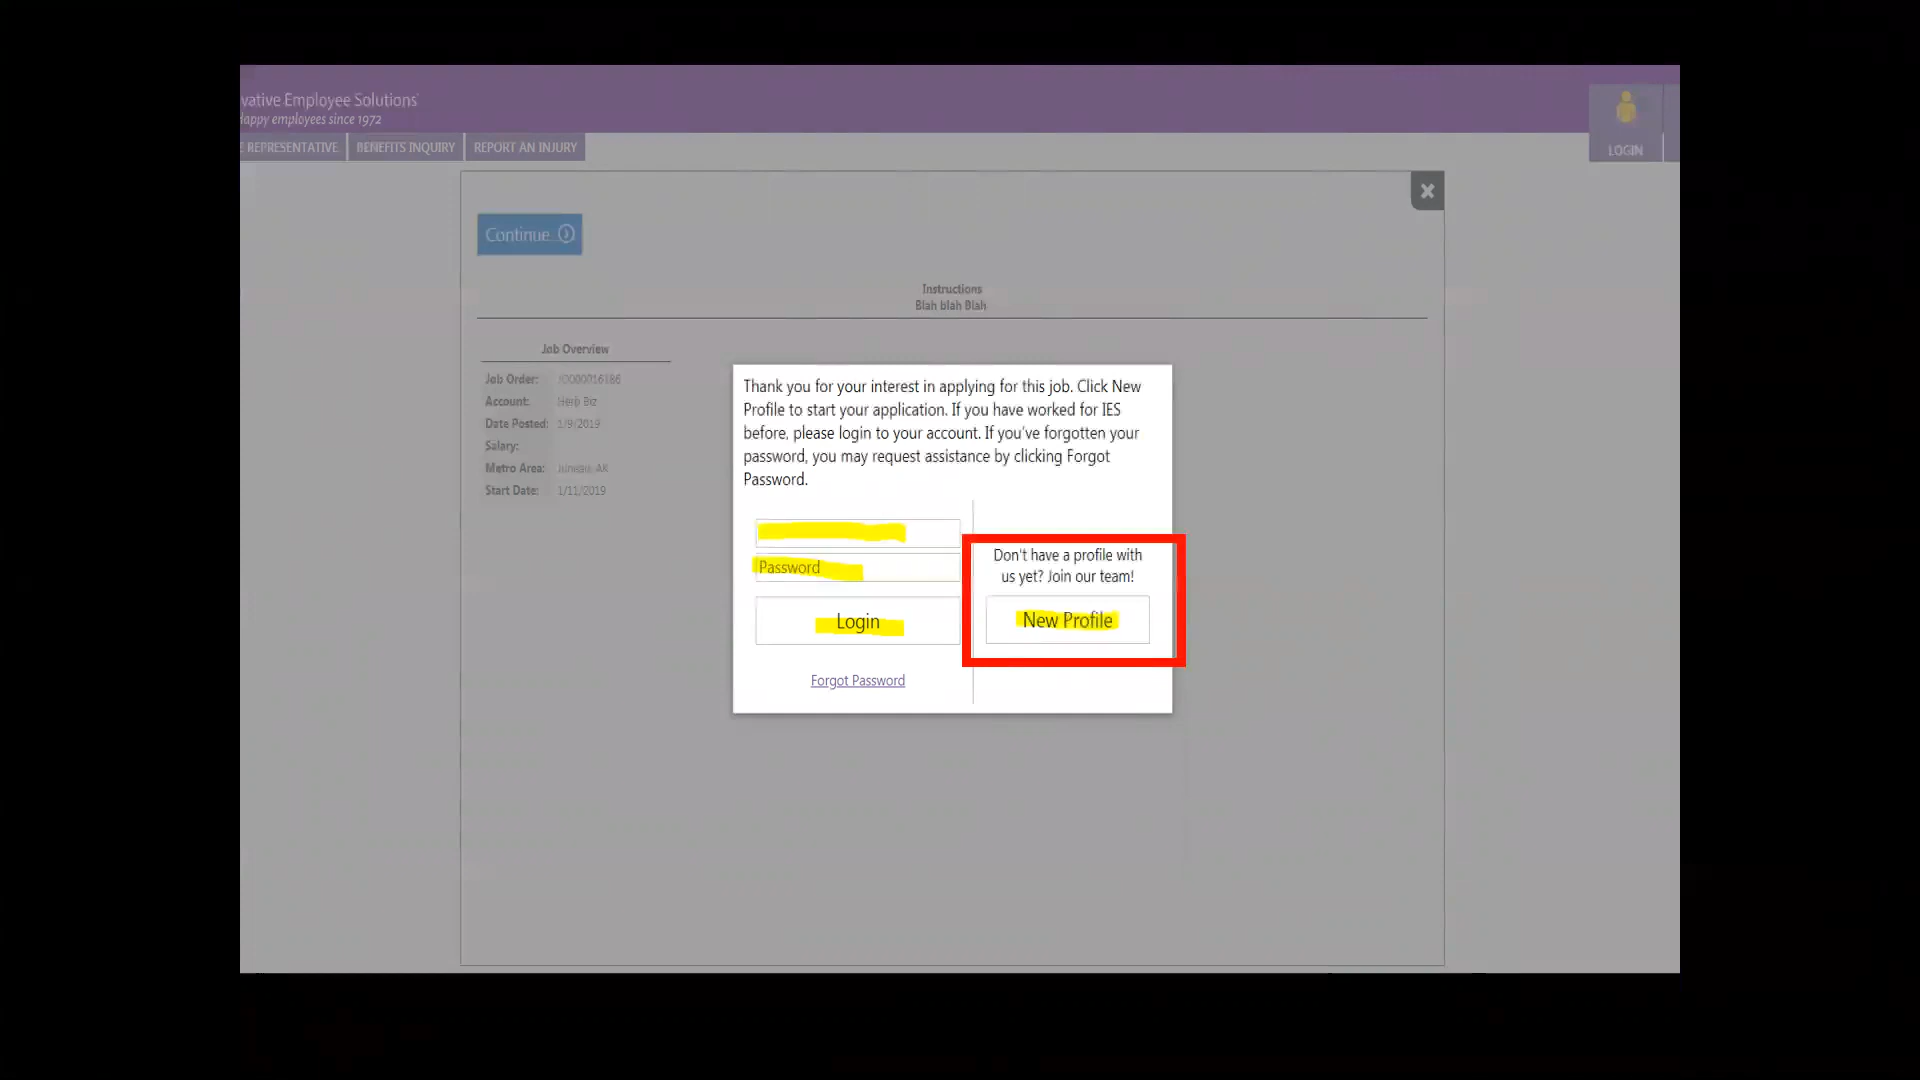 vative Employee Solutions
Happy employees since 1972
E REPRESENTATIVE
BENEFITS INQUIRY
REPORT AN INJURY
LOGIN
Continue
Instructions
Blah blah Blah
Job Overview
Job Order: JO000016186
Account: Herb Biz
Date Posted: 1/9/2019
Salary:
Metro Area: Juneau, AK
Start Date: 1/11/2019
Thank you for your interest in applying for this job. Click New
Profile to start your application. If you have worked for IES
before, please login to your account. If you've forgotten your
password, you may request assistance by clicking Forgot
Password.
Password
Login
Forgot Password
Don't have a profile with
us yet? Join our team!
New Profile